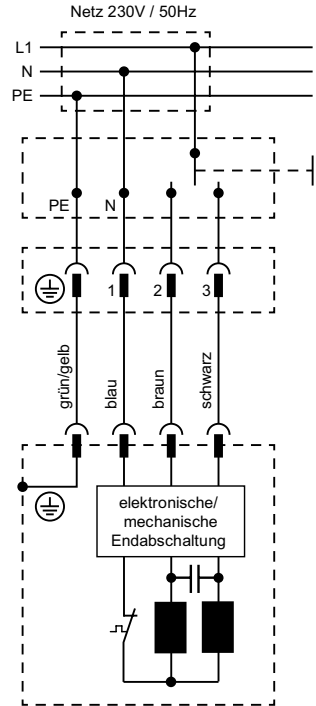 Netz 230V / 50Hz
L1
N
PE
PE N
1 2 3
grün/gelb
blau
braun
schwarz
elektronische/
mechanische
Endabschaltung